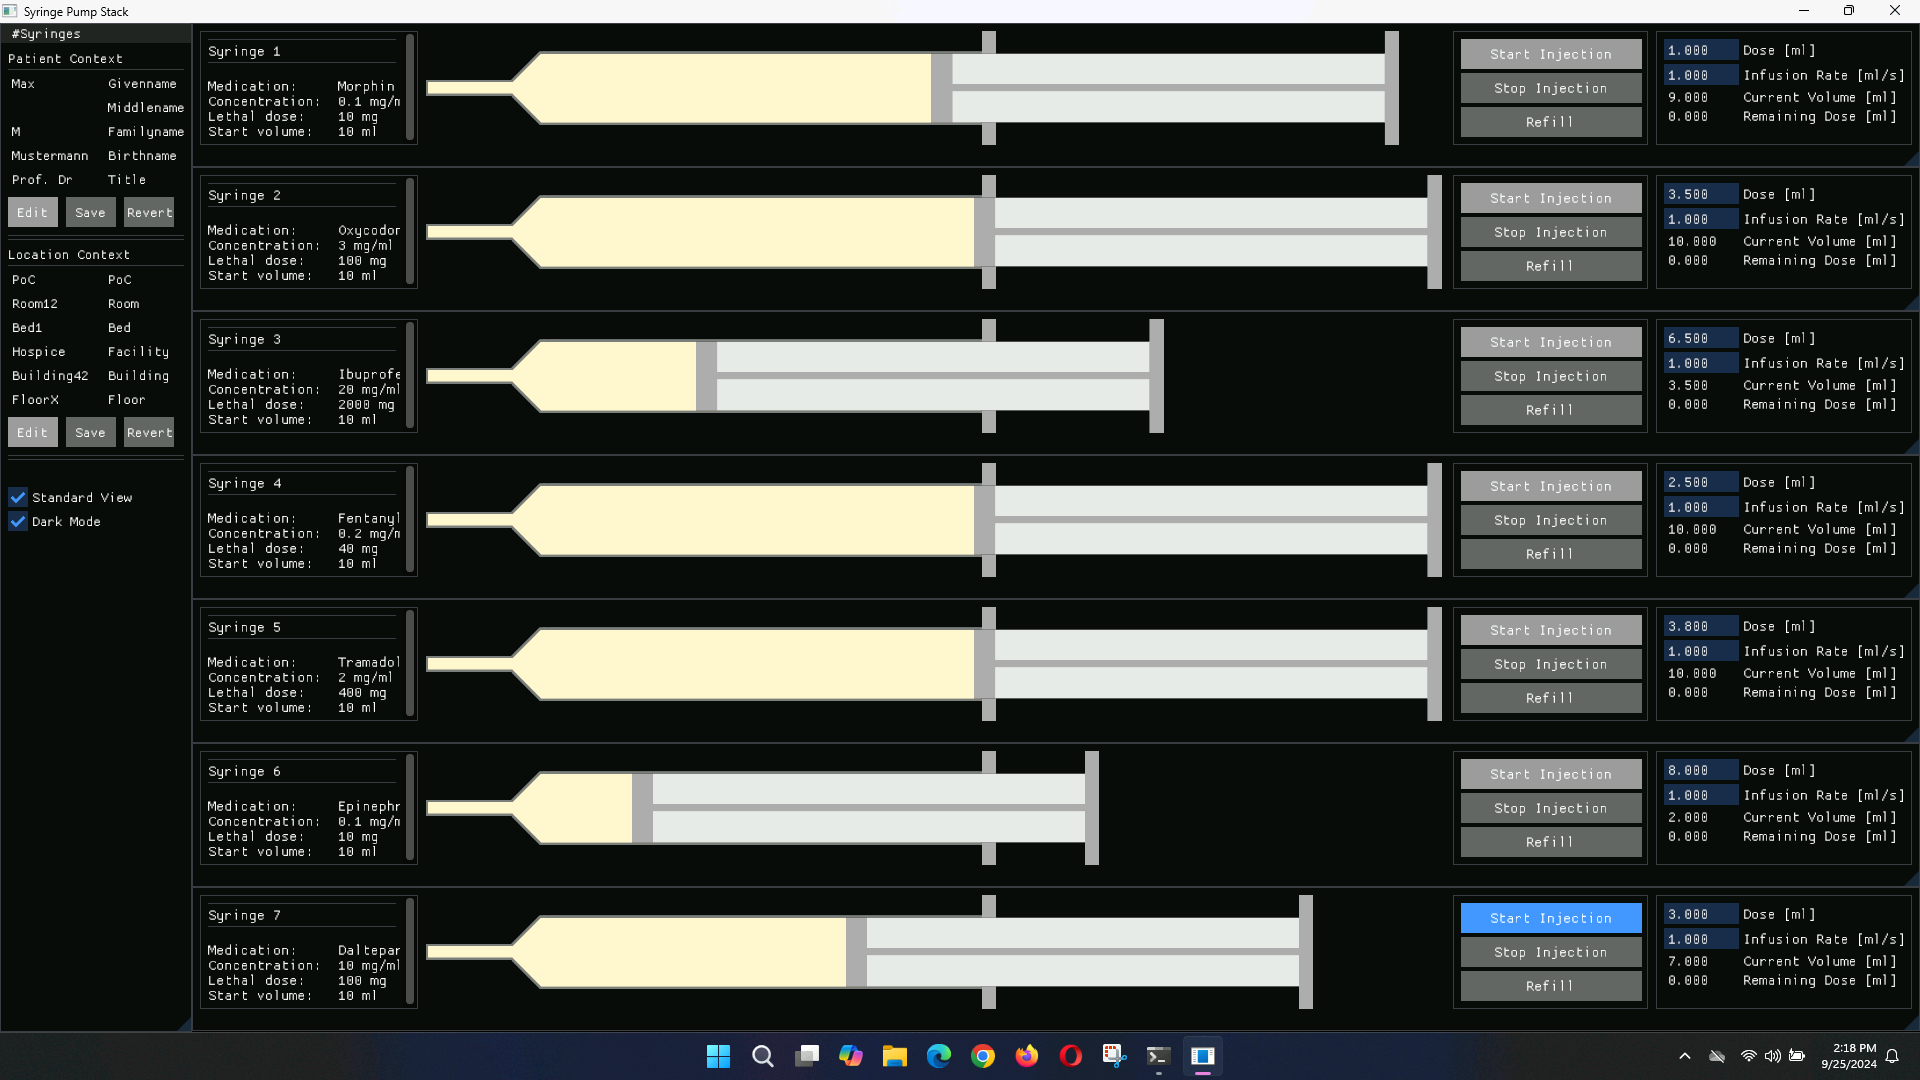 Syringe Pump Stack
#Syringes
Patient Context
Max Givenname
Middlename
M Familyname
Mustermann Birthname
Prof. Dr Title
Edit Save Revert
Location Context
PoC PoC
Room12 Room
Bed1 Bed
Hospice Facility
Building42 Building
FloorX Floor
Edit Save Revert
Standard View
Dark Mode
Syringe 1
Medication: Morphin
Concentration: 0.1 mg/m
Lethal dose: 10 mg
Start volume: 10 ml
Start Injection
Stop Injection
Refill
1.000 Dose [ml]
1.000 Infusion Rate [ml/s]
9.000 Current Volume [ml]
0.000 Remaining Dose [ml]
Syringe 2
Medication: Oxycodor
Concentration: 3 mg/ml
Lethal dose: 100 mg
Start volume: 10 ml
Start Injection
Stop Injection
Refill
3.500 Dose [ml]
1.000 Infusion Rate [ml/s]
10.000 Current Volume [ml]
0.000 Remaining Dose [ml]
Syringe 3
Medication: Ibuprofe
Concentration: 20 mg/ml
Lethal dose: 2000 mg
Start volume: 10 ml
Start Injection
Stop Injection
Refill
6.500 Dose [ml]
1.000 Infusion Rate [ml/s]
3.500 Current Volume [ml]
0.000 Remaining Dose [ml]
Syringe 4
Medication: Fentanyl
Concentration: 0.2 mg/m
Lethal dose: 40 mg
Start volume: 10 ml
Start Injection
Stop Injection
Refill
2.500 Dose [ml]
1.000 Infusion Rate [ml/s]
10.000 Current Volume [ml]
0.000 Remaining Dose [ml]
Syringe 5
Medication: Tramadol
Concentration: 2 mg/ml
Lethal dose: 400 mg
Start volume: 10 ml
Start Injection
Stop Injection
Refill
3.800 Dose [ml]
1.000 Infusion Rate [ml/s]
10.000 Current Volume [ml]
0.000 Remaining Dose [ml]
Syringe 6
Medication: Epinephr
Concentration: 0.1 mg/m
Lethal dose: 10 mg
Start volume: 10 ml
Start Injection
Stop Injection
Refill
8.000 Dose [ml]
1.000 Infusion Rate [ml/s]
2.000 Current Volume [ml]
0.000 Remaining Dose [ml]
Syringe 7
Medication: Daltepar
Concentration: 10 mg/ml
Lethal dose: 100 mg
Start volume: 10 ml
Start Injection
Stop Injection
Refill
3.000 Dose [ml]
1.000 Infusion Rate [ml/s]
7.000 Current Volume [ml]
0.000 Remaining Dose [ml]
2:18 PM
9/25/2024